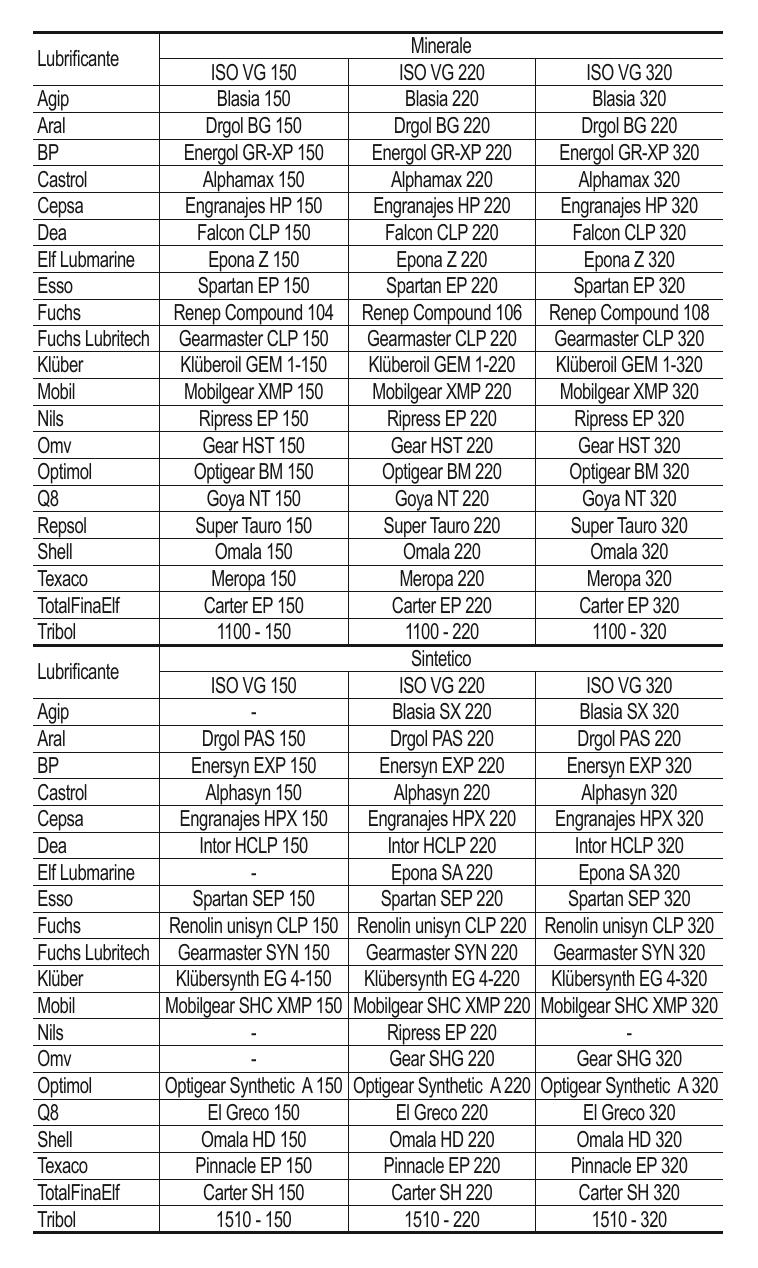 Lubrificante Minerale
ISO VG 150 ISO VG 220 ISO VG 320
Agip Blasia 150 Blasia 220 Blasia 320
Aral Drgol BG 150 Drgol BG 220 Drgol BG 220
BP Energol GR-XP 150 Energol GR-XP 220 Energol GR-XP 320
Castrol Alphamax 150 Alphamax 220 Alphamax 320
Cepsa Engranajes HP 150 Engranajes HP 220 Engranajes HP 320
Dea Falcon CLP 150 Falcon CLP 220 Falcon CLP 320
Elf Lubmarine Epona Z 150 Epona Z 220 Epona Z 320
Esso Spartan EP 150 Spartan EP 220 Spartan EP 320
Fuchs Renep Compound 104 Renep Compound 106 Renep Compound 108
Fuchs Lubritech Gearmaster CLP 150 Gearmaster CLP 220 Gearmaster CLP 320
Klüber Klüberoil GEM 1-150 Klüberoil GEM 1-220 Klüberoil GEM 1-320
Mobil Mobilgear XMP 150 Mobilgear XMP 220 Mobilgear XMP 320
Nils Ripress EP 150 Ripress EP 220 Ripress EP 320
Omv Gear HST 150 Gear HST 220 Gear HST 320
Optimol Optigear BM 150 Optigear BM 220 Optigear BM 320
Q8 Goya NT 150 Goya NT 220 Goya NT 320
Repsol Super Tauro 150 Super Tauro 220 Super Tauro 320
Shell Omala 150 Omala 220 Omala 320
Texaco Meropa 150 Meropa 220 Meropa 320
TotalFinaElf Carter EP 150 Carter EP 220 Carter EP 320
Tribol 1100 - 150 1100 - 220 1100 - 320
Lubrificante Sintetico
ISO VG 150 ISO VG 220 ISO VG 320
Agip - Blasia SX 220 Blasia SX 320
Aral Drgol PAS 150 Drgol PAS 220 Drgol PAS 220
BP Enersyn EXP 150 Enersyn EXP 220 Enersyn EXP 320
Castrol Alphasyn 150 Alphasyn 220 Alphasyn 320
Cepsa Engranajes HPX 150 Engranajes HPX 220 Engranajes HPX 320
Dea Intor HCLP 150 Intor HCLP 220 Intor HCLP 320
Elf Lubmarine - Epona SA 220 Epona SA 320
Esso Spartan SEP 150 Spartan SEP 220 Spartan SEP 320
Fuchs Renolin unisyn CLP 150 Renolin unisyn CLP 220 Renolin unisyn CLP 320
Fuchs Lubritech Gearmaster SYN 150 Gearmaster SYN 220 Gearmaster SYN 320
Klüber Klübersynth EG 4-150 Klübersynth EG 4-220 Klübersynth EG 4-320
Mobil Mobilgear SHC XMP 150 Mobilgear SHC XMP 220 Mobilgear SHC XMP 320
Nils - Ripress EP 220 -
Omv - Gear SHG 220 Gear SHG 320
Optimol Optigear Synthetic A 150 Optigear Synthetic A 220 Optigear Synthetic A 320
Q8 El Greco 150 El Greco 220 El Greco 320
Shell Omala HD 150 Omala HD 220 Omala HD 320
Texaco Pinnacle EP 150 Pinnacle EP 220 Pinnacle EP 320
TotalFinaElf Carter SH 150 Carter SH 220 Carter SH 320
Tribol 1510 - 150 1510 - 220 1510 - 320